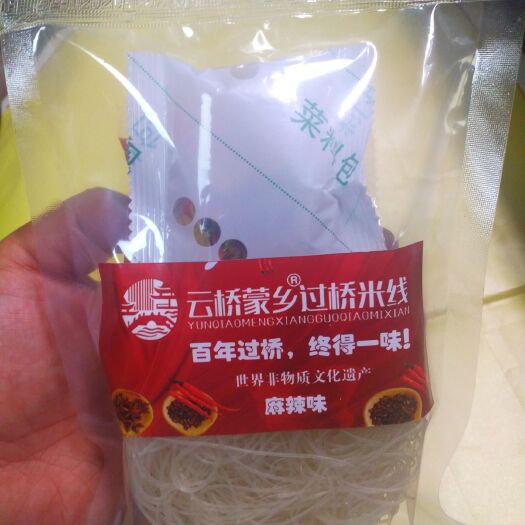 菜料包
云桥蒙乡®过桥米线
YUNQIAOMENGXIANGGUOQIAOMIXIAN
百年过桥，终得一味!
世界非物质文化遗产
麻辣味